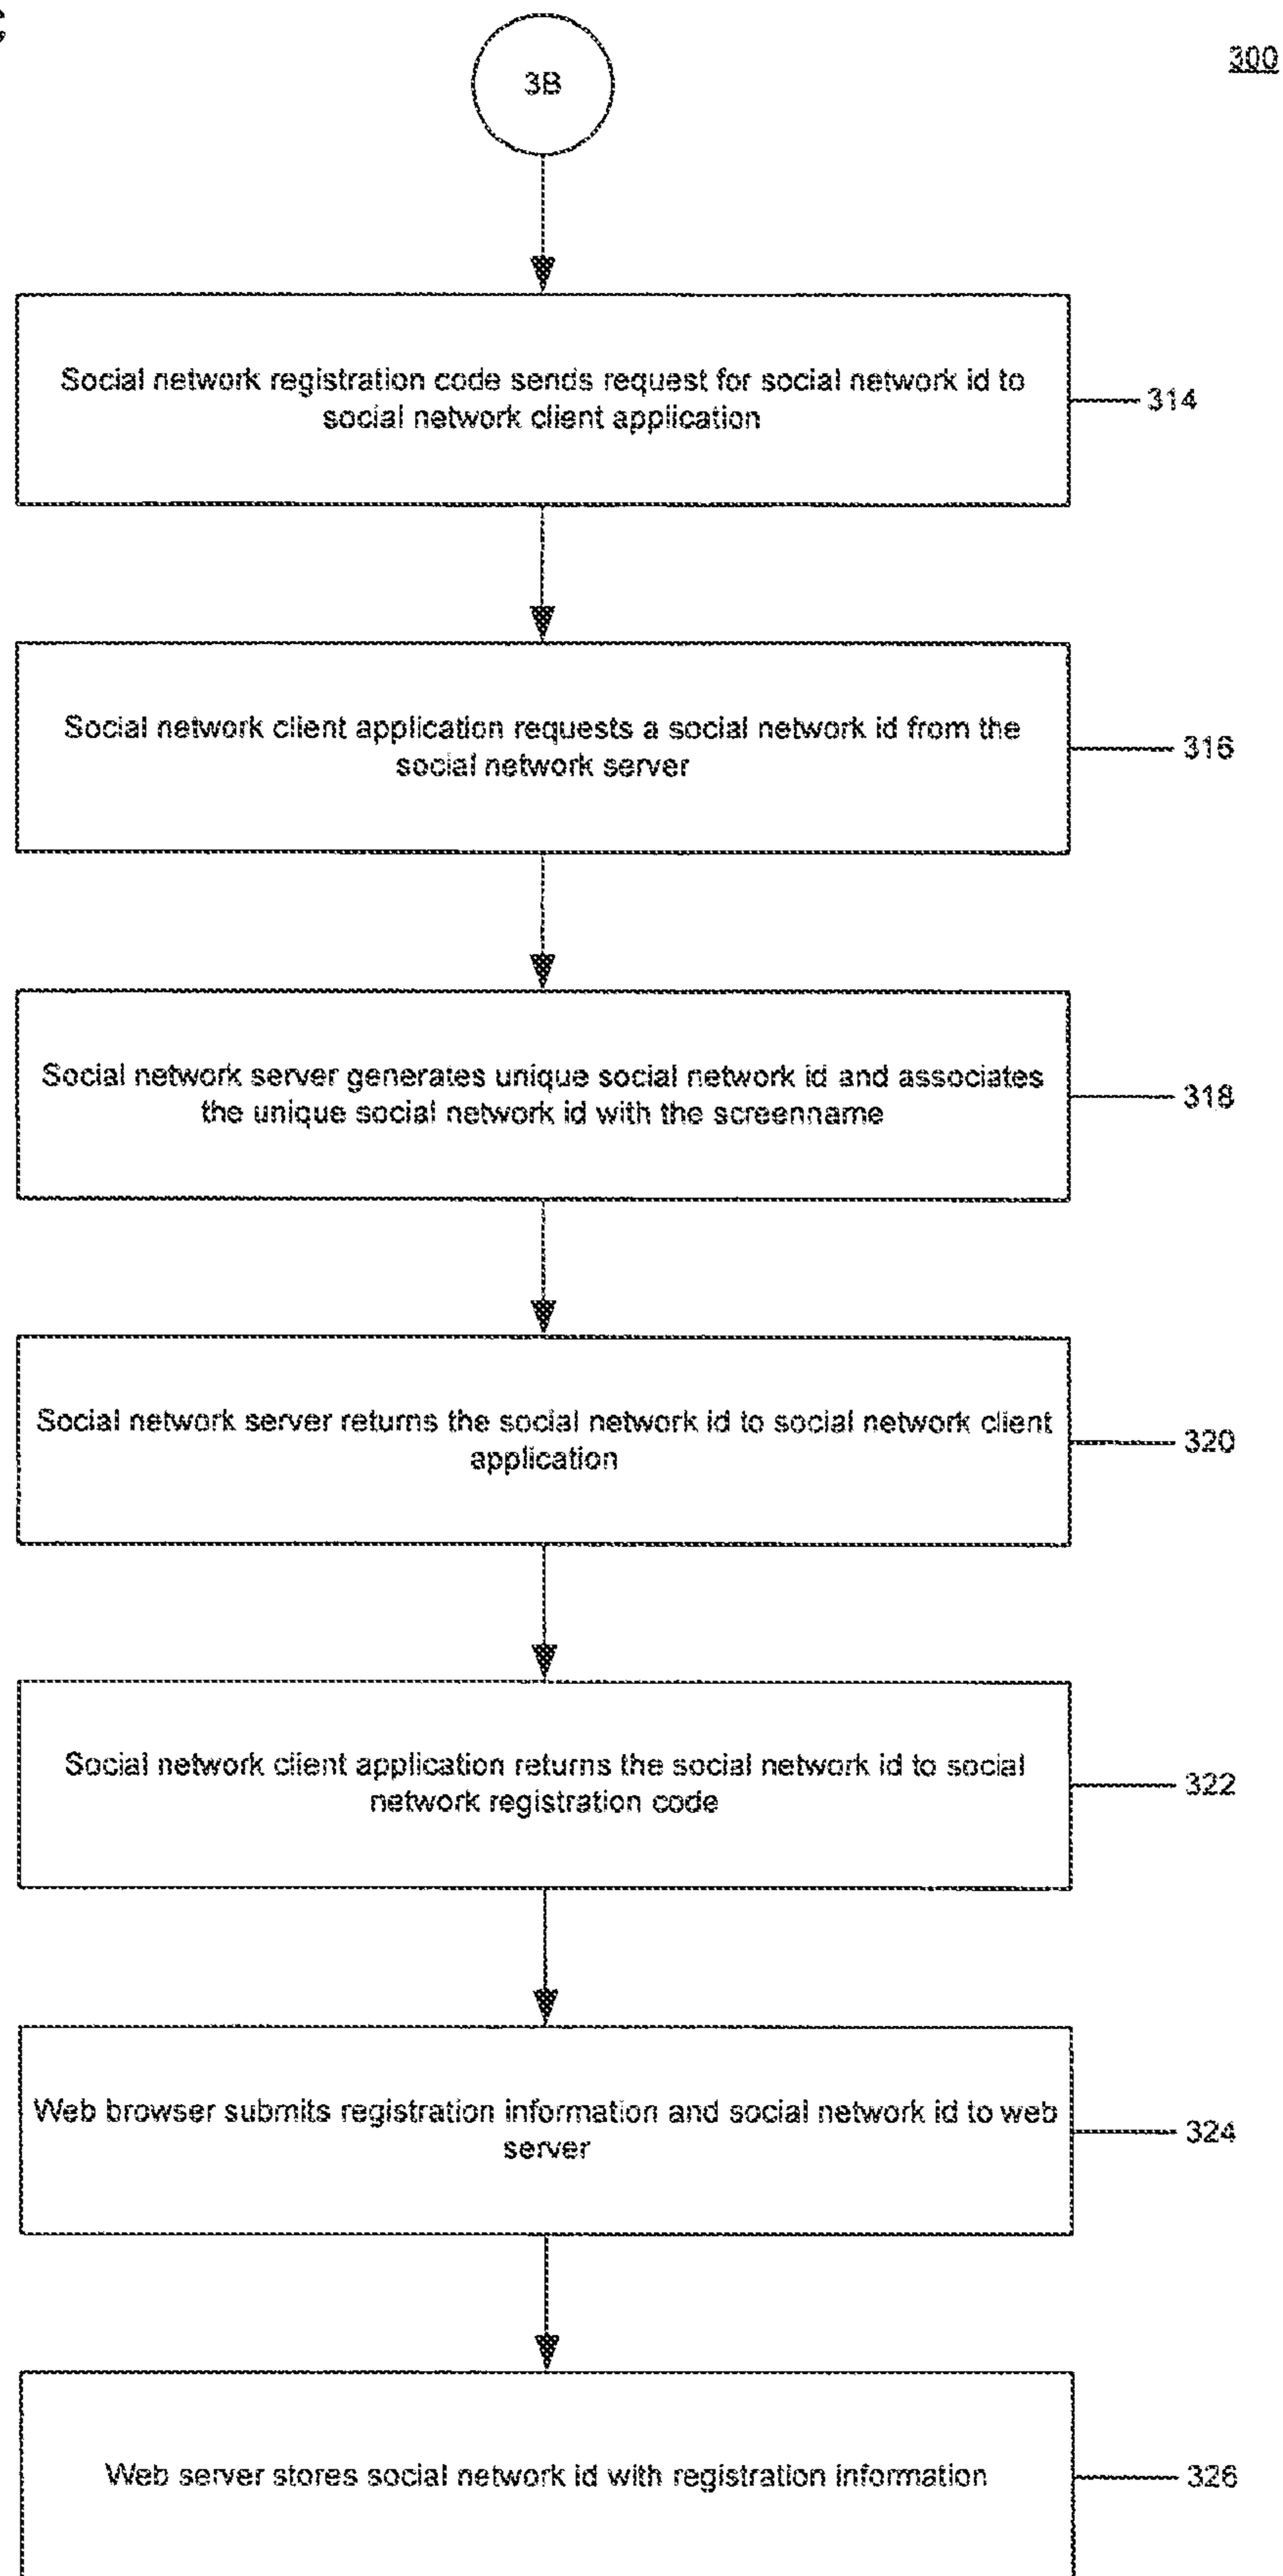 300
3B
Social network registration code sends request for social network id to
social network client application
314
Social network client application requests a social network id from the
social network server
316
Social network server generates unique social network id and associates
the unique social network id with the screenname
318
Social network server returns the social network id to social network client
application
320
Social network client application returns the social network id to social
network registration code
322
Web browser submits registration information and social network id to web
server
324
Web server stores social network id with registration information
326